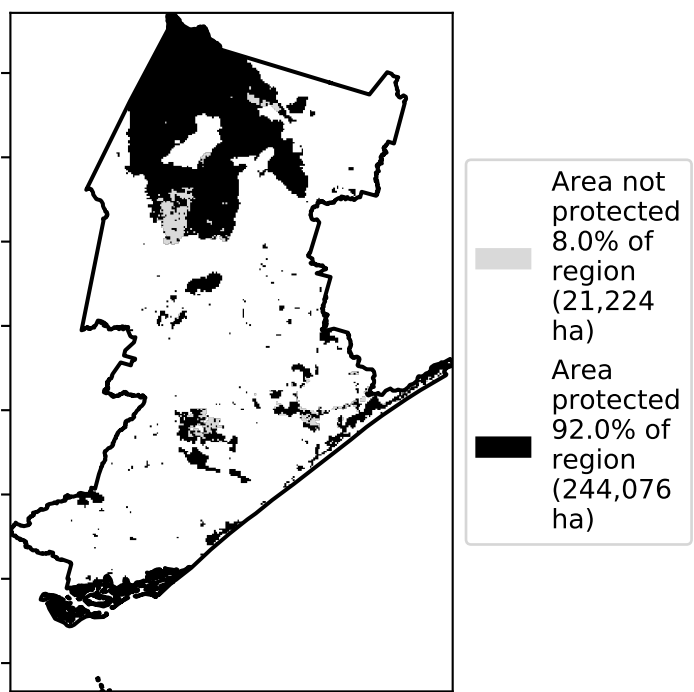 Area not
protected
8.0% of
region
(21,224
ha)
Area
protected
92.0% of
region
(244,076
ha)